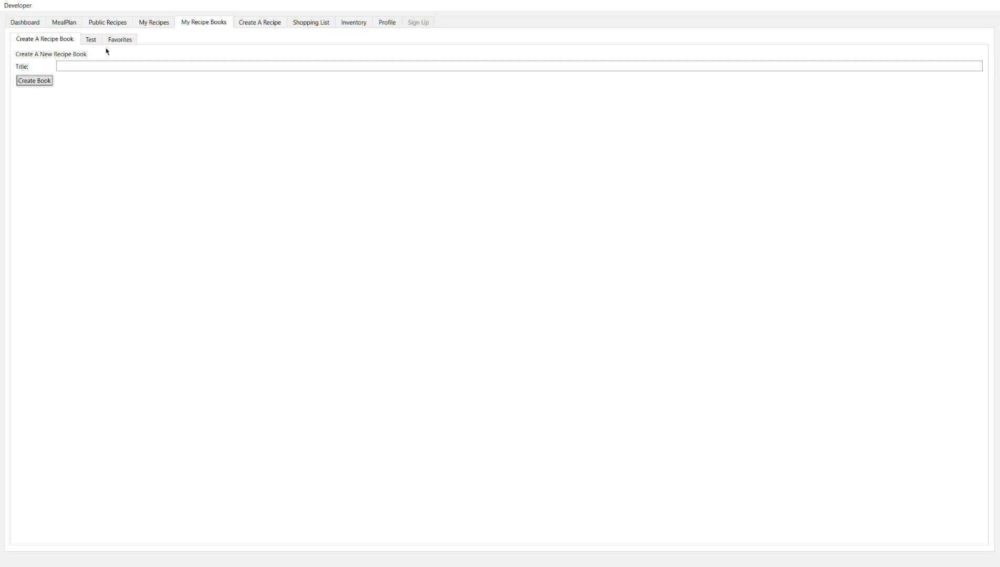 Developer
Dashboard MealPlan Public Recipes My Recipes My Recipe Books Create A Recipe Shopping List Inventory Profile Sign Up
Create A Recipe Book Test Favorites
Create A New Recipe Book
Title:
Create Book